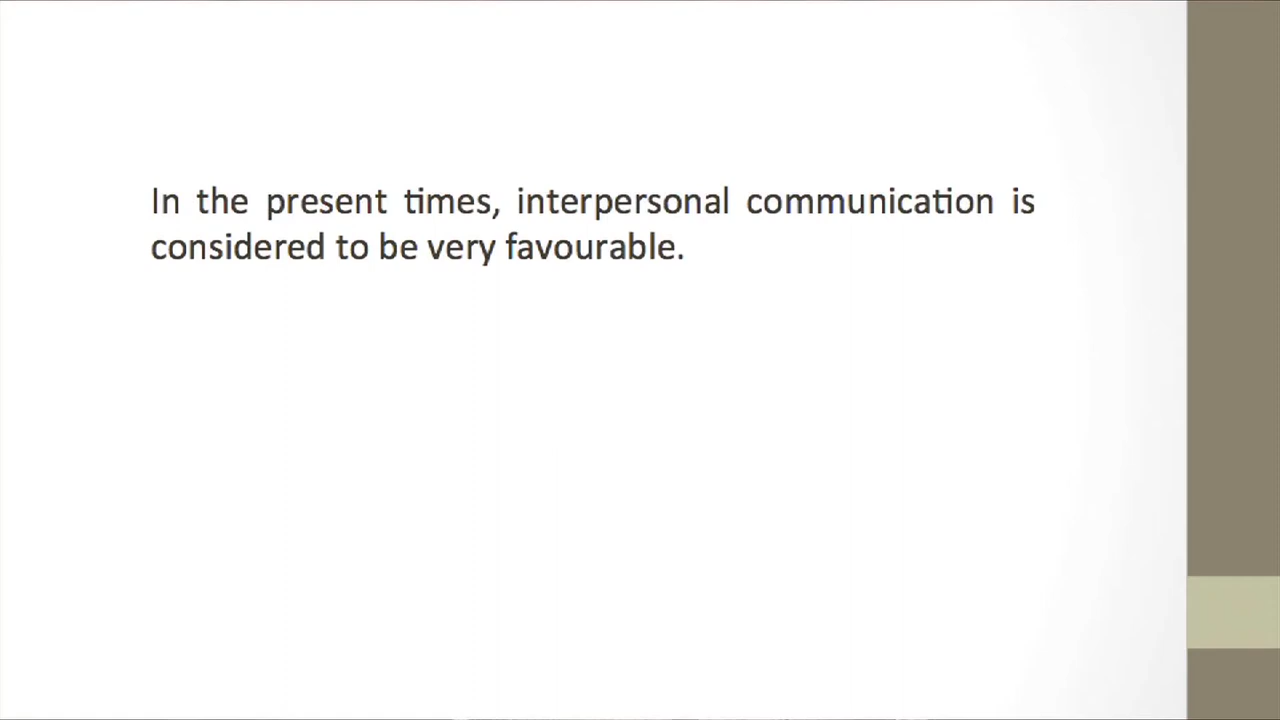 In the present times, interpersonal communication is
considered to be very favourable.